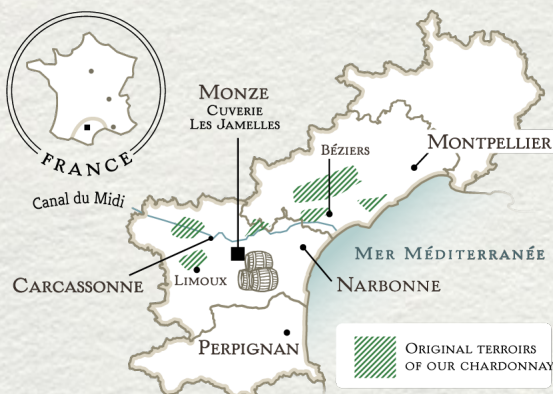 FRANCE
MONZE
CUVERIE
LES JAMELLES
BÉZIERS
MONTPELLIER
Canal du Midi
MER MÉDITERRANÉE
CARCASSONNE
LIMOUX
NARBONNE
PERPIGNAN
ORIGINAL TERROIRS
OF OUR CHARDONNAY